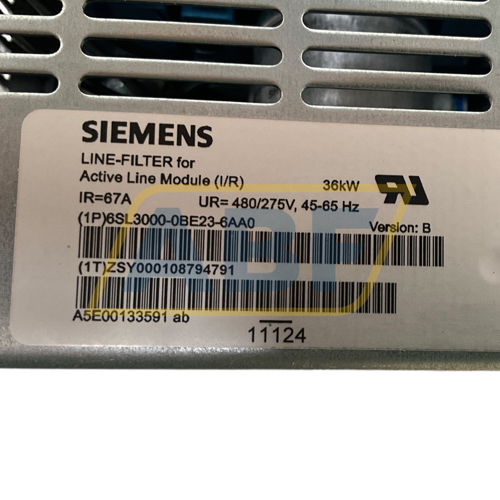 SIEMENS
LINE-FILTER for
Active Line Module (I/R) 36kW
IR=67A UR= 480/275V, 45-65 Hz
(1P)6SL3000-0BE23-6AA0 Version: B
(1T)ZSY000108794791
A5E00133591 ab
11124
ABF